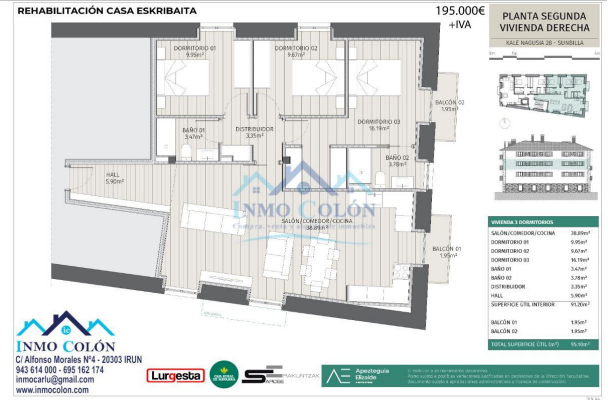 REHABILITACIÓN CASA ESKRIBAITA
195.000€
+IVA
PLANTA SEGUNDA
VIVIENDA DERECHA
KALE NAGUSIA 28 - SUNBILLA
DORMITORIO 01
9.95m²
DORMITORIO 02
9.67m²
DORMITORIO 03
16.19m²
BALCÓN 02
1.95m²
BAÑO 01
3.47m²
DISTRIBUIDOR
3.35m²
BAÑO 02
3.78m²
HALL
5.90m²
INMO COLÓN
SALÓN/COMEDOR/COCINA
38.89m²
BALCÓN 01
1.95m²
VIVIENDA 3 DORMITORIOS
SALÓN/COMEDOR/COCINA 38.89m²
DORMITORIO 01 9.95m²
DORMITORIO 02 9.67m²
DORMITORIO 03 16.19m²
BAÑO 01 3.47m²
BAÑO 02 3.78m²
DISTRIBUIDOR 3.35m²
HALL 5.90m²
SUPERFICIE ÚTIL INTERIOR 91.20m²
BALCÓN 01 1.95m²
BALCÓN 02 1.95m²
TOTAL SUPERFICIE ÚTIL (m²) 95.10m²
INMO COLÓN
C/ Alfonso Morales Nº4 - 20303 IRUN
943 614 000 - 695 162 174
inmocarlu@gmail.com
www.inmocolon.com
Lurgesta
AE
Apezteguía
Elizalde